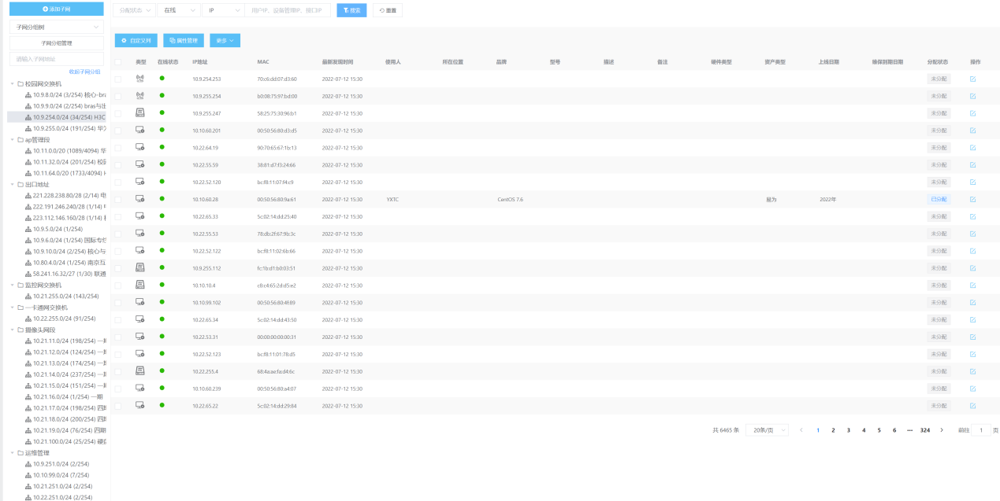 添加子网
子网分组树
子网分组管理
请输入子网地址
收起子网分组
校园网交换机
10.9.8.0/24 (3/254) 核心-bra
10.9.9.0/24 (2/254) bras与出
10.9.254.0/24 (34/254) H3C
10.9.255.0/24 (191/254) 华为
ap管理段
10.11.0.0/20 (1089/4094) 华
10.11.32.0/24 (201/254) 校园
10.11.64.0/20 (1733/4094) H
出口地址
221.228.238.80/28 (2/14) 电
222.191.246.240/28 (1/14) 电
223.112.146.160/28 (1/14) 移
10.9.5.0/24 (1/254)
10.9.6.0/24 (1/254) 国际专线
10.9.10.0/24 (2/254) 核心与
10.80.4.0/24 (1/254) 南京互
58.241.16.32/27 (1/30) 联通
监控网交换机
10.21.255.0/24 (143/254)
一卡通网交换机
10.22.255.0/24 (91/254)
摄像头网段
10.21.11.0/24 (198/254) 一期
10.21.12.0/24 (124/254) 一期
10.21.13.0/24 (174/254) 一期
10.21.14.0/24 (237/254) 一期
10.21.15.0/24 (151/254) 一期
10.21.16.0/24 (1/254) 一期
10.21.17.0/24 (198/254) 四期
10.21.18.0/24 (200/254) 四期
10.21.19.0/24 (76/254) 四期
10.21.100.0/24 (25/254) 硬
运维管理
10.9.251.0/24 (2/254)
10.10.99.0/24 (7/254)
10.21.251.0/24 (2/254)
10.22.251.0/24 (2/254)
分配状态 在线 IP 用户IP、设备管理IP、接口IP 搜索 重置
自定义列 属性管理 更多
类型 在线状态 IP地址 MAC 最新发现时间 使用人 所在位置 品牌 型号 描述 备注 硬件类型 资产类型 上线日期 维保到期日期 分配状态 操作
10.9.254.253 70:c6:dd:07:d3:60 2022-07-12 15:30 未分配
10.9.255.254 b0:08:75:97:bd:00 2022-07-12 15:30 未分配
10.9.255.247 58:25:75:30:96:b1 2022-07-12 15:30 未分配
10.10.60.201 00:50:56:80:d3:d5 2022-07-12 15:30 未分配
10.22.64.19 90:70:65:67:1b:13 2022-07-12 15:30 未分配
10.22.55.59 38:81:d7:f3:24:66 2022-07-12 15:30 未分配
10.22.52.120 bc:f8:11:07:f4:c9 2022-07-12 15:30 未分配
10.10.60.28 00:50:56:80:9a:61 2022-07-12 15:30 YXTC CentOS 7.6 易为 2022年 已分配
10.22.65.33 5c:02:14:dd:25:40 2022-07-12 15:30 未分配
10.22.55.53 78:db:2f:67:9b:3c 2022-07-12 15:30 未分配
10.22.52.122 bc:f8:11:02:6b:66 2022-07-12 15:30 未分配
10.9.255.112 fc:1b:d1:b0:03:51 2022-07-12 15:30 未分配
10.10.10.4 c8:c4:65:2d:d5:e2 2022-07-12 15:30 未分配
10.10.99.102 00:50:56:80:4f:89 2022-07-12 15:30 未分配
10.22.65.34 5c:02:14:dd:43:50 2022-07-12 15:30 未分配
10.22.53.31 00:00:00:00:00:31 2022-07-12 15:30 未分配
10.22.52.123 bc:f8:11:01:78:d5 2022-07-12 15:30 未分配
10.22.255.4 68:4a:ae:fa:d4:6c 2022-07-12 15:30 未分配
10.10.60.239 00:50:56:80:a4:07 2022-07-12 15:30 未分配
10.22.65.22 5c:02:14:dd:29:84 2022-07-12 15:30 未分配
共 6465 条 20条/页 1 2 3 4 5 6 ••• 324 前往 1 页